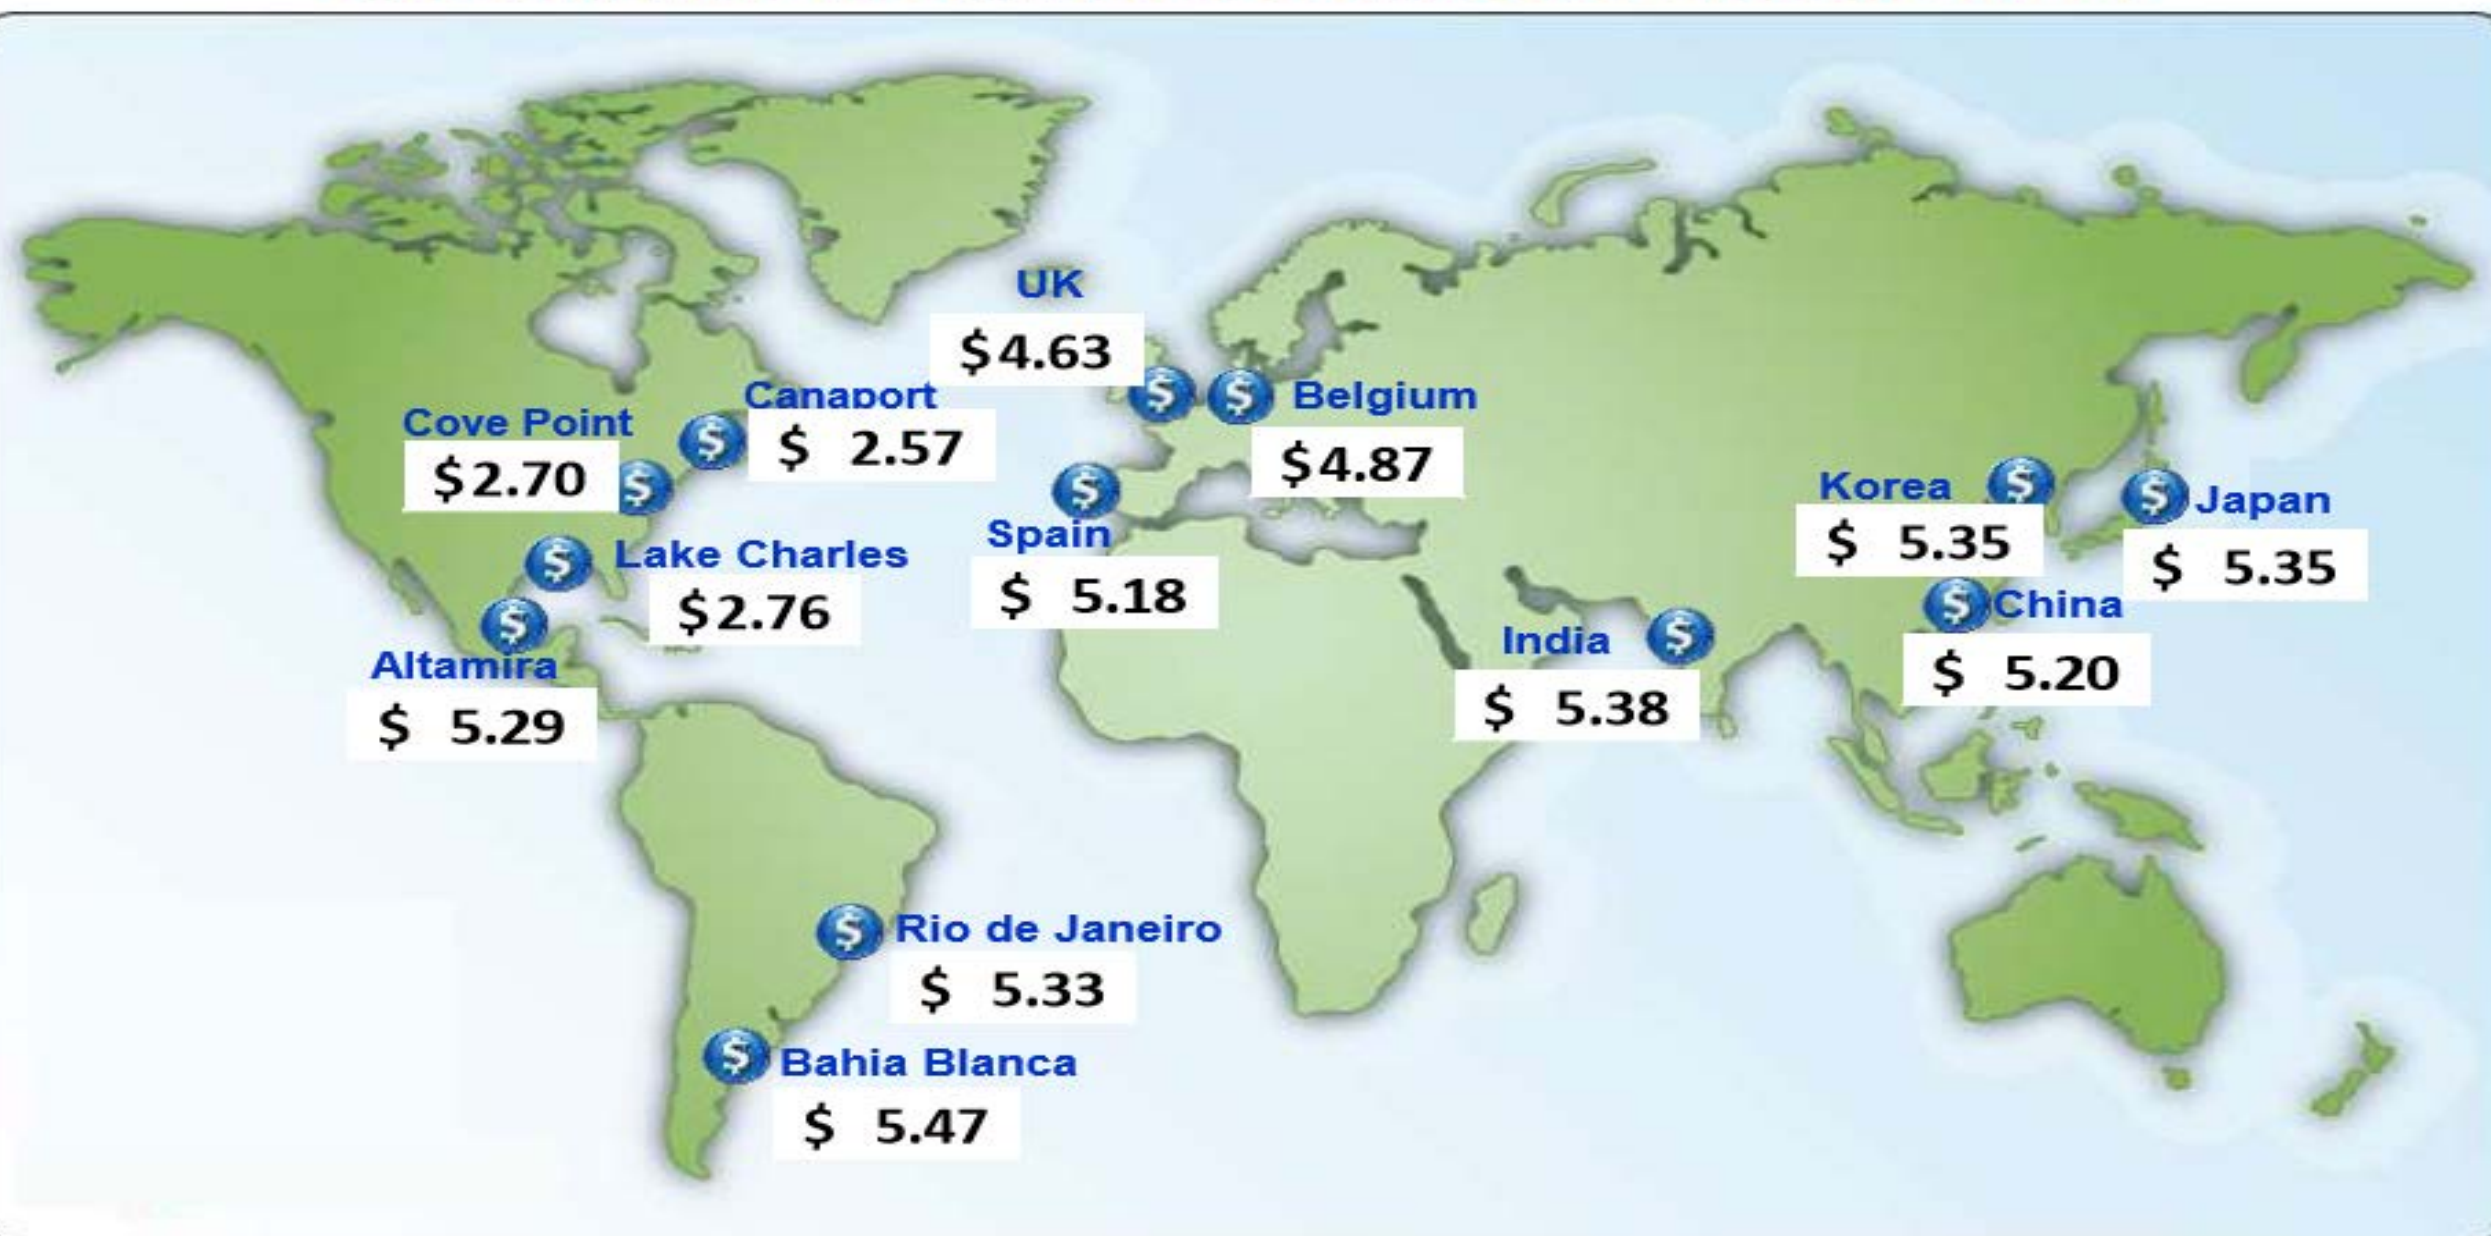 UK
$4.63
Canaport
$ 2.57
Cove Point
$2.70
Belgium
$4.87
Spain
$ 5.18
Korea
$ 5.35
Japan
$ 5.35
Lake Charles
$2.76
Altamira
$ 5.29
India
$ 5.38
China
$ 5.20
Rio de Janeiro
$ 5.33
Bahia Blanca
$ 5.47